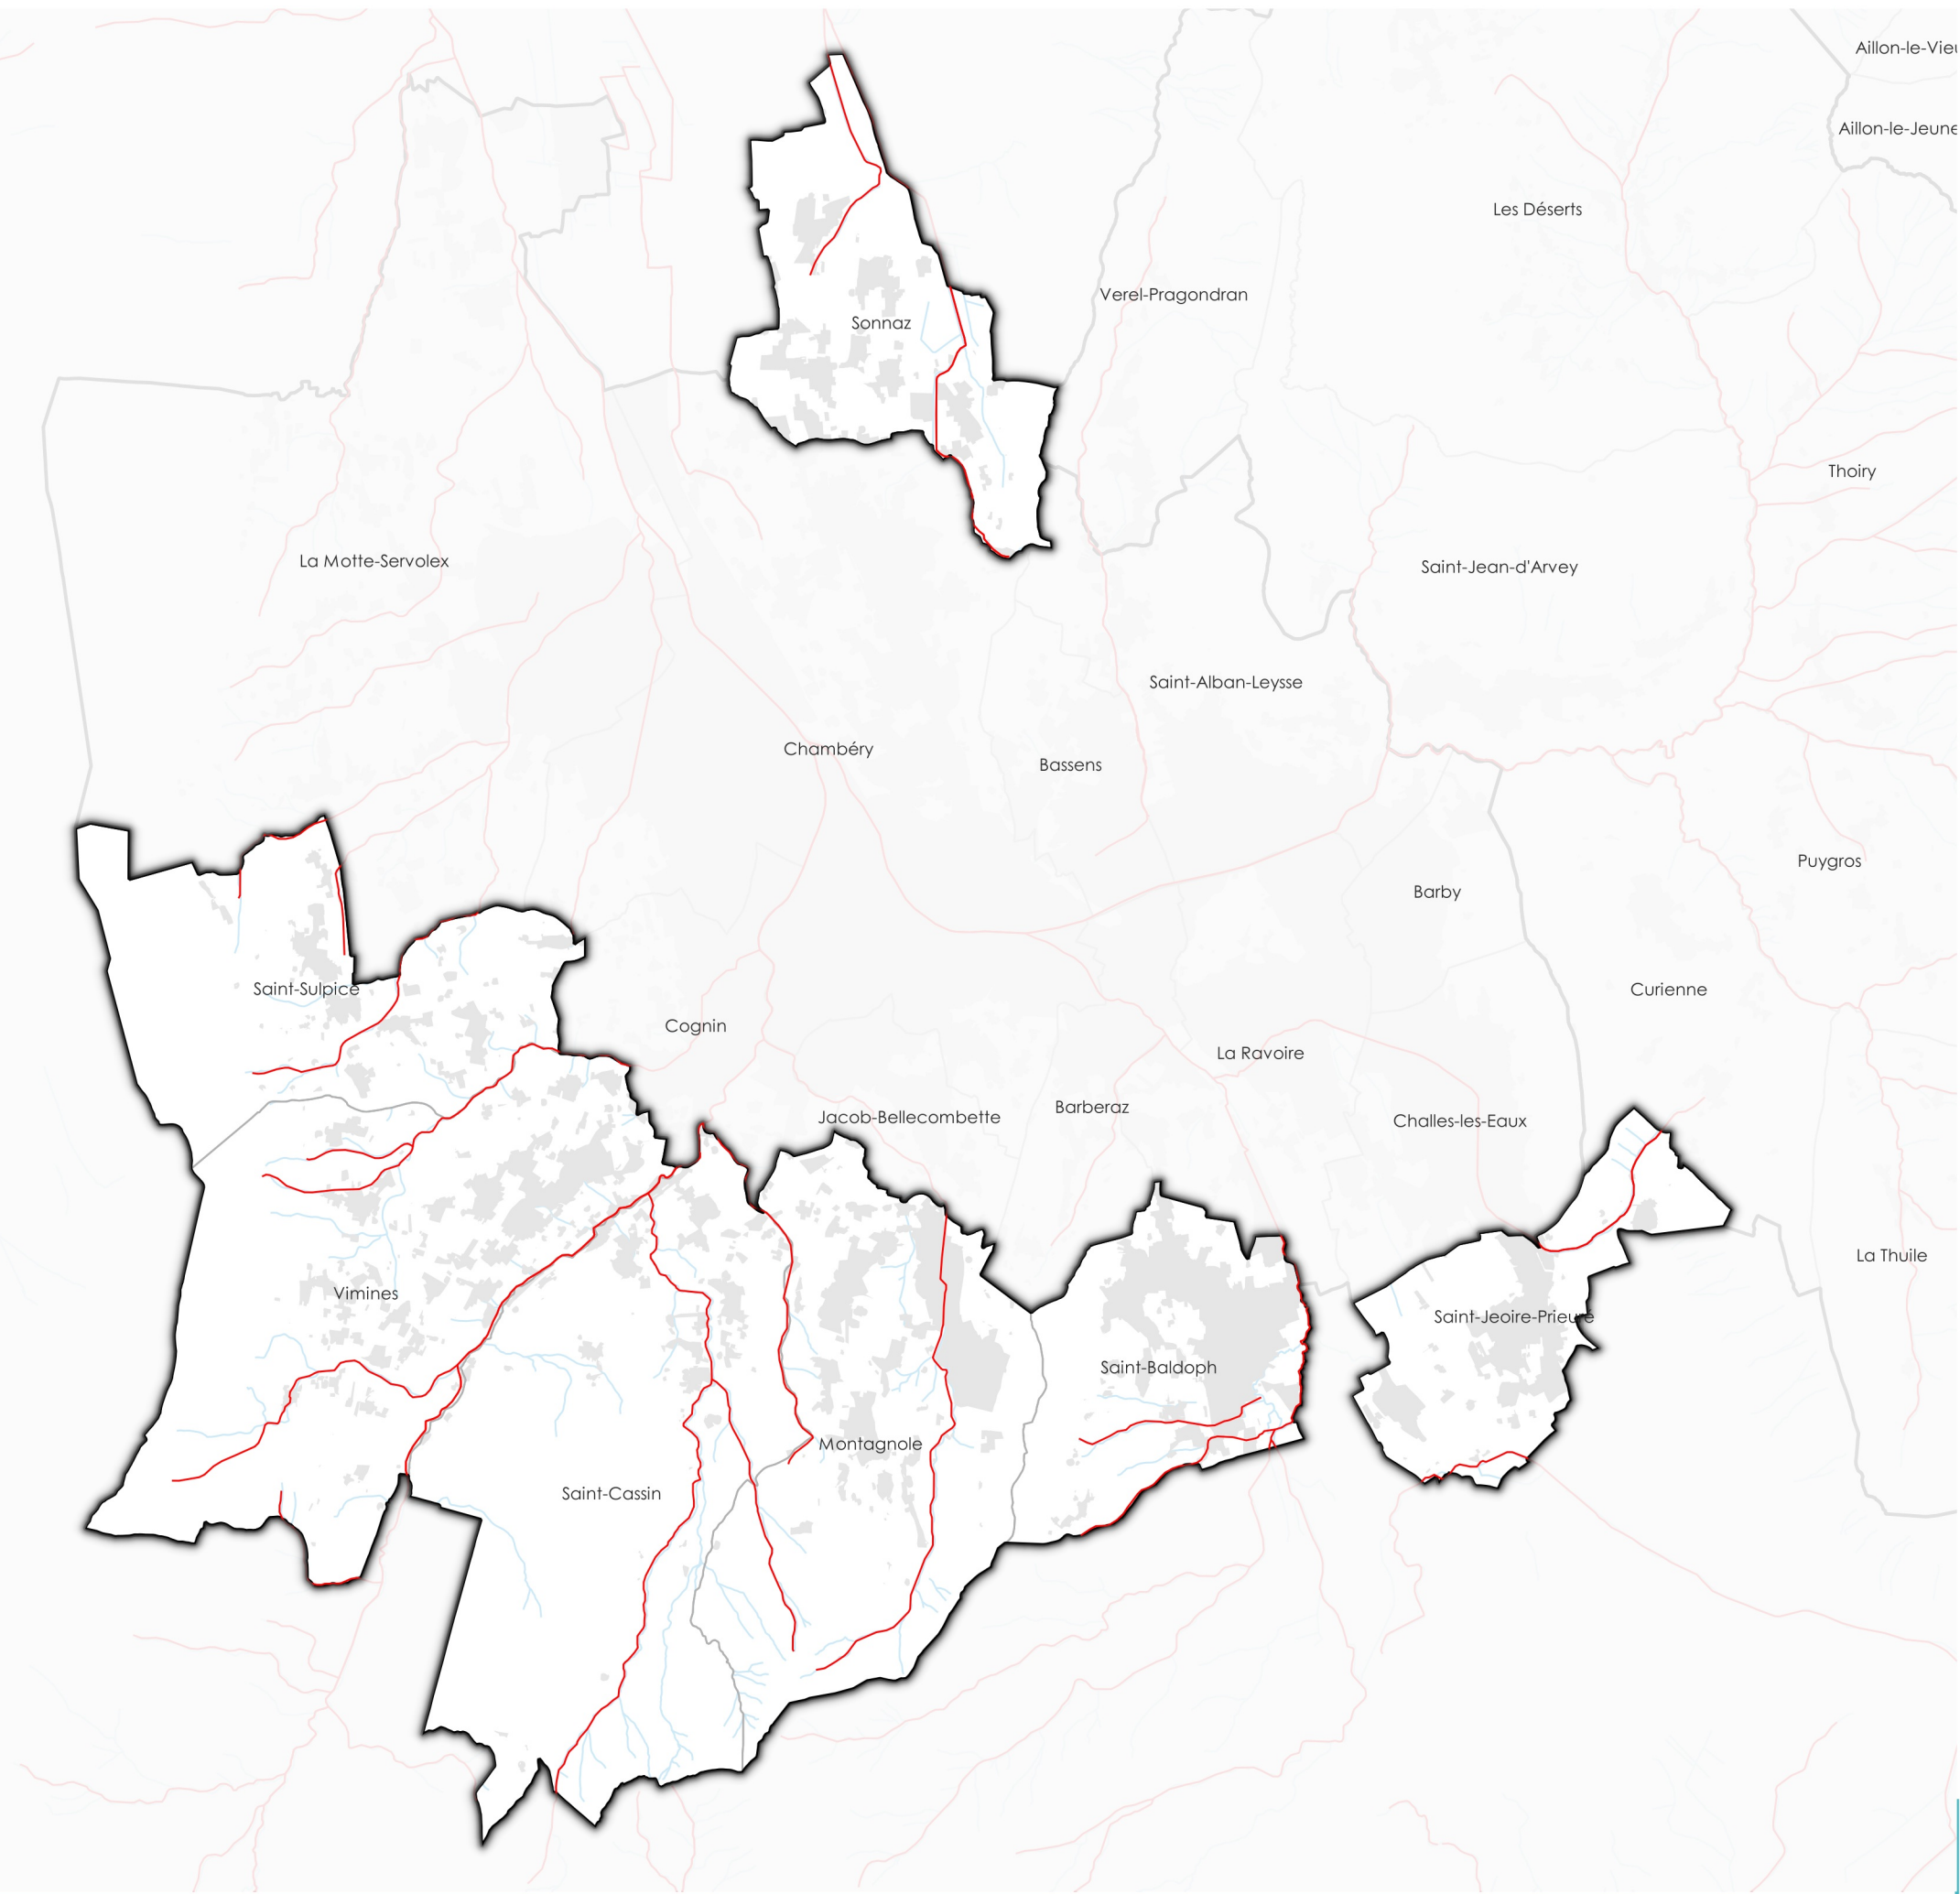 Aillon-le-Vieu
Aillon-le-Jeune
Les Déserts
Verel-Pragondran
Sonnaz
Thoiry
La Motte-Servolex
Saint-Jean-d'Arvey
Saint-Alban-Leysse
Chambéry
Bassens
Puygros
Barby
Saint-Sulpice
Curienne
Cognin
La Ravoire
Barberaz
Jacob-Bellecombette
Challes-les-Eaux
La Thuile
Vimines
Saint-Jeoire-Prieuré
Saint-Baldoph
Montagnole
Saint-Cassin